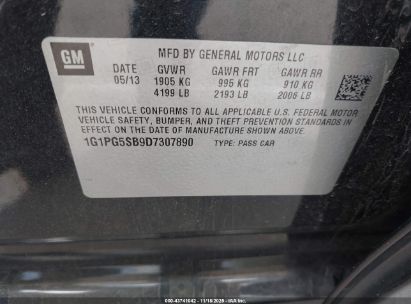 GM
MFD BY GENERAL MOTORS LLC
DATE GVWR GAWR FRT GAWR RR
05/13 1905 KG 995 KG 910 KG
4199 LB 2193 LB 2006 LB
THIS VEHICLE CONFORMS TO ALL APPLICABLE U.S. FEDERAL MOTOR
VEHICLE SAFETY, BUMPER, AND THEFT PREVENTION STANDARDS
IN EFFECT ON THE DATE OF MANUFACTURE SHOWN ABOVE.
1G1PG5SB9D7307890 TYPE: PASS CAR